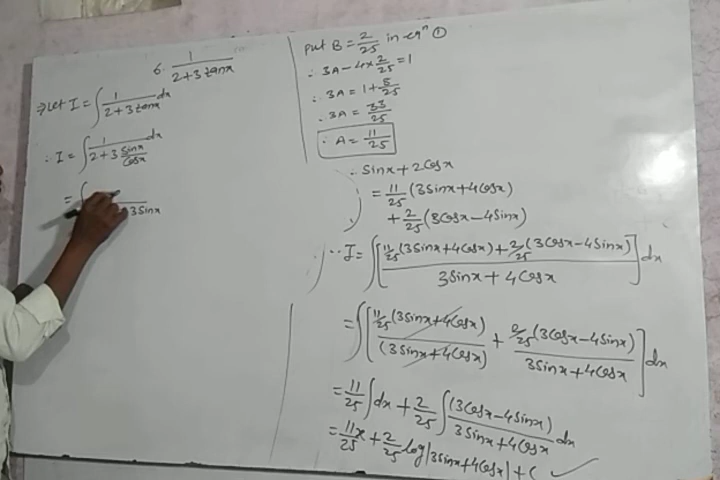 6. 1/(2+3tanx)
⇒ Let I = ∫ 1/(2+3tanx) dx
∴ I = ∫ 1/(2+3 Sinx/Cosx) dx
= ∫ 3Sinx
Put B = 2/25 in eqⁿ ①
∴ 3A - 4×2/25 = 1
∴ 3A = 1 + 8/25
∴ 3A = 33/25
∴ A = 11/25
∴ Sinx + 2Cosx
= 11/25 (3Sinx + 4Cosx)
+ 2/25 (3Cosx - 4Sinx)
∴ I = ∫ [ (11/25 (3Sinx + 4Cosx) + 2/25 (3Cosx - 4Sinx)) / (3Sinx + 4Cosx) ] dx
= ∫ [ 11/25 (3Sinx + 4Cosx) / (3Sinx + 4Cosx) + 2/25 (3Cosx - 4Sinx) / (3Sinx + 4Cosx) ] dx
= 11/25 ∫ dx + 2/25 ∫ (3Cosx - 4Sinx) / (3Sinx + 4Cosx) dx
= 11x/25 + 2/25 log|3Sinx + 4Cosx| + C